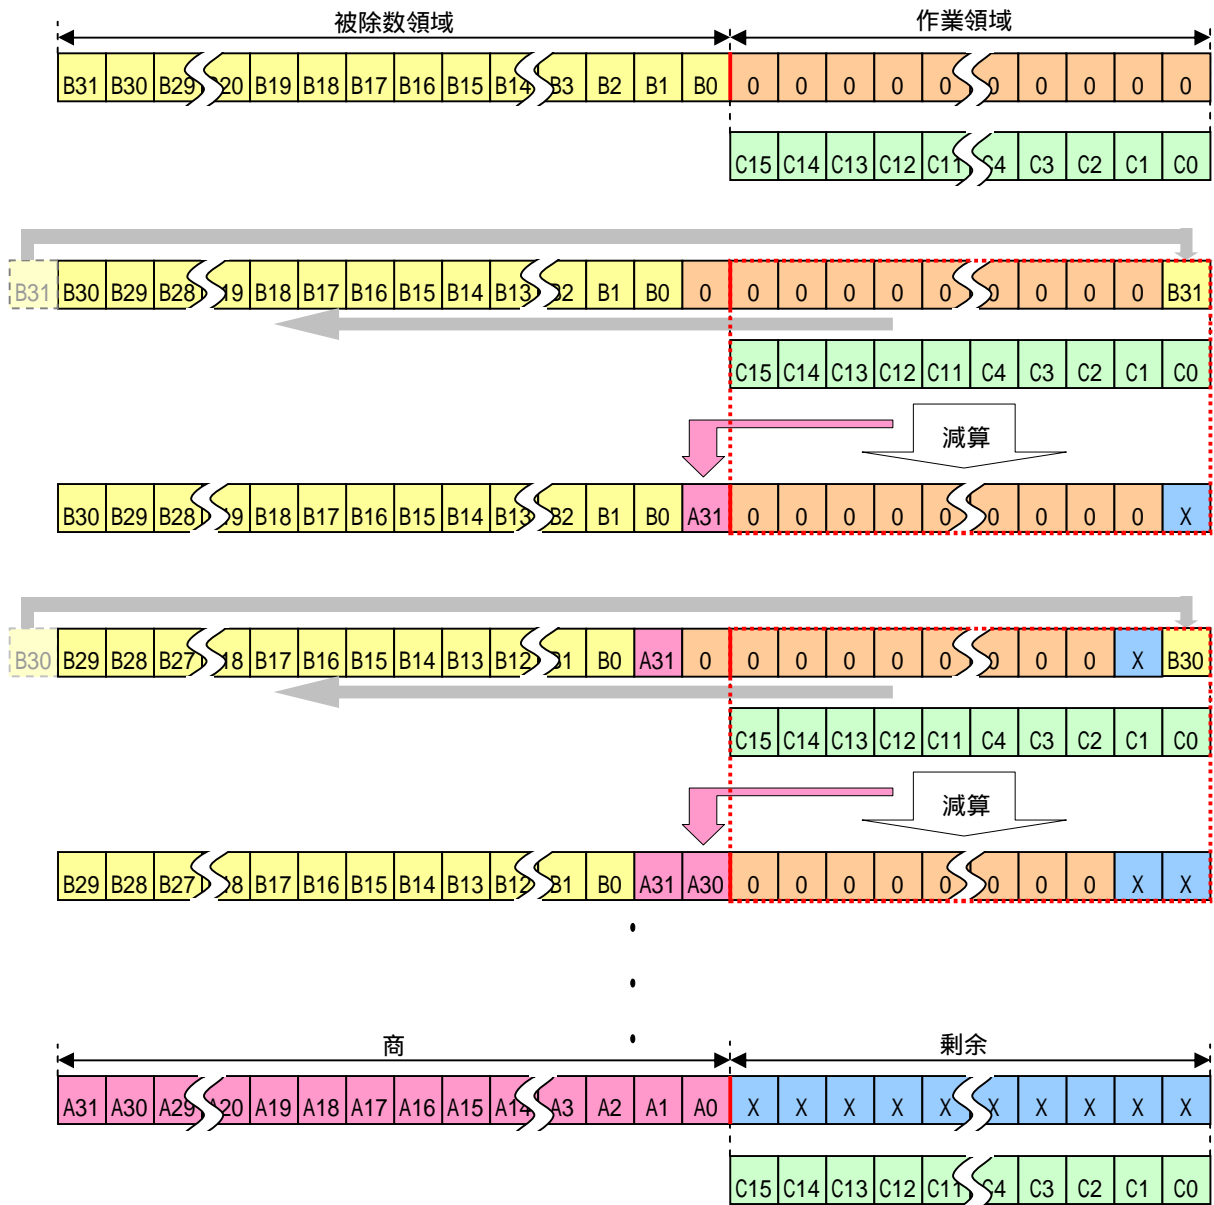 被除数領域 作業領域
B31 B30 B29 20 B19 B18 B17 B16 B15 B14 B3 B2 B1 B0 0 0 0 0 0 0 0 0 0 0
C15 C14 C13 C12 C11 C4 C3 C2 C1 C0
B31 B30 B29 B28 19 B18 B17 B16 B15 B14 B13 B2 B1 B0 0 0 0 0 0 0 0 0 0 0 B31
C15 C14 C13 C12 C11 C4 C3 C2 C1 C0
減算
B30 B29 B28 9 B18 B17 B16 B15 B14 B13 B2 B1 B0 A31 0 0 0 0 0 0 0 0 0 X
B30 B29 B28 B27 18 B17 B16 B15 B14 B13 B12 B1 B0 A31 0 0 0 0 0 0 0 0 0 X B30
C15 C14 C13 C12 C11 C4 C3 C2 C1 C0
減算
B29 B28 B27 8 B17 B16 B15 B14 B13 B12 B1 B0 A31 A30 0 0 0 0 0 0 0 0 X X
商 剰余
A31 A30 A29 A20 A19 A18 A17 A16 A15 A14 A3 A2 A1 A0 X X X X X X X X X X
C15 C14 C13 C12 C11 C4 C3 C2 C1 C0